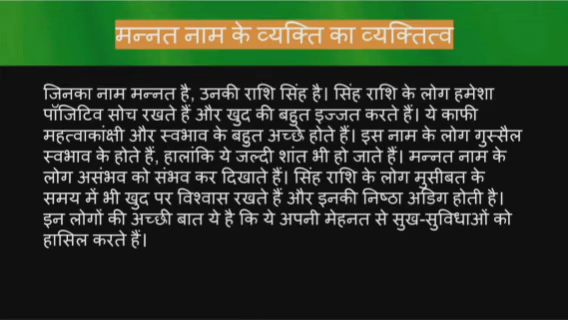 मन्नत नाम के व्यक्ति का व्यक्तित्व
जिनका नाम मन्नत है, उनकी राशि सिंह है। सिंह राशि के लोग हमेशा
पॉजिटिव सोच रखते हैं और खुद की बहुत इज्जत करते हैं। ये काफी
महत्वाकांक्षी और स्वभाव के बहुत अच्छे होते हैं। इस नाम के लोग गुस्सैल
स्वभाव के होते हैं, हालांकि ये जल्दी शांत भी हो जाते हैं। मन्नत नाम के
लोग असंभव को संभव कर दिखाते हैं। सिंह राशि के लोग मुसीबत के
समय में भी खुद पर विश्वास रखते हैं और इनकी निष्ठा अडिग होती है।
इन लोगों की अच्छी बात ये है कि ये अपनी मेहनत से सुख-सुविधाओं को
हासिल करते हैं।